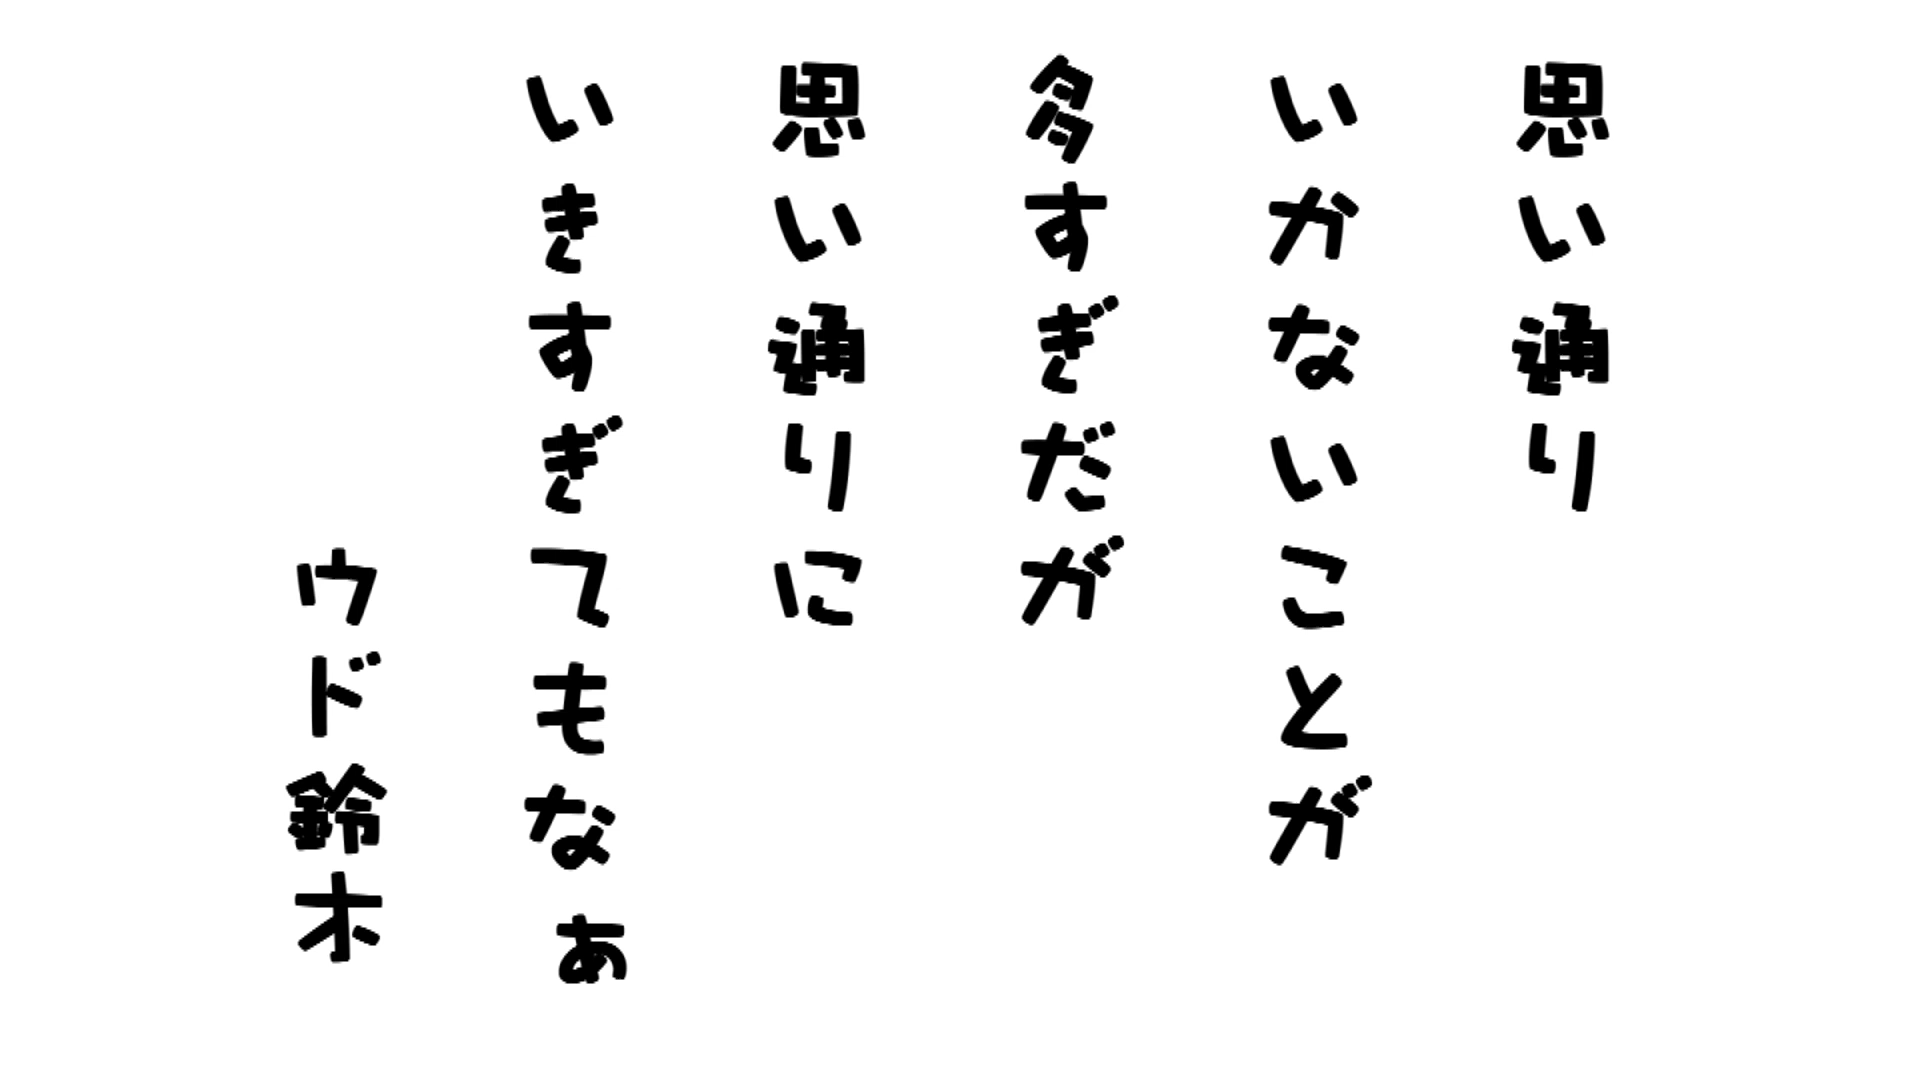 思い通り
いかないことが
多すぎだが
思い通りに
いきすぎてもなぁ
ウド鈴木